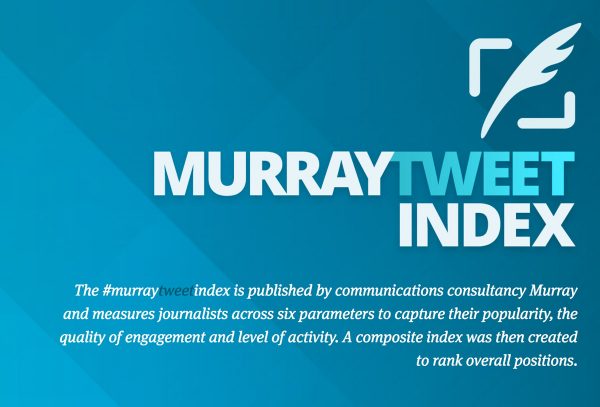 MURRAYTWEET
INDEX
The #murraytweetindex is published by communications consultancy Murray
and measures journalists across six parameters to capture their popularity, the
quality of engagement and level of activity. A composite index was then created
to rank overall positions.